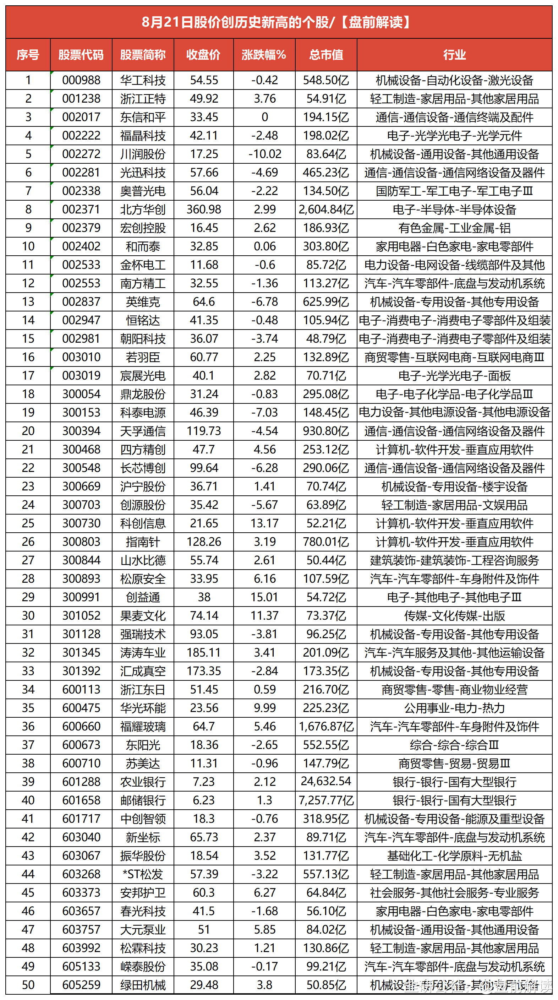 8月21日股价创历史新高的个股/【盘前解读】
序号 股票代码 股票简称 收盘价 涨跌幅% 总市值 行业
1 000988 华工科技 54.55 -0.42 548.50亿 机械设备-自动化设备-激光设备
2 001238 浙江正特 49.92 3.76 54.91亿 轻工制造-家居用品-其他家居用品
3 002017 东信和平 33.45 0 194.15亿 通信-通信设备-通信终端及配件
4 002222 福晶科技 42.11 -2.48 198.02亿 电子-光学光电子-光学元件
5 002272 川润股份 17.25 -10.02 83.64亿 机械设备-通用设备-其他通用设备
6 002281 光迅科技 57.66 -4.69 465.23亿 通信-通信设备-通信网络设备及器件
7 002338 奥普光电 56.04 -2.22 134.50亿 国防军工-军工电子-军工电子Ⅲ
8 002371 北方华创 360.98 2.99 2,604.84亿 电子-半导体-半导体设备
9 002379 宏创控股 16.45 2.62 186.93亿 有色金属-工业金属-铝
10 002402 和而泰 32.85 0.06 303.80亿 家用电器-白色家电-家电零部件
11 002533 金杯电工 11.68 -0.6 85.72亿 电力设备-电网设备-线缆部件及其他
12 002553 南方精工 32.55 -1.36 113.27亿 汽车-汽车零部件-底盘与发动机系统
13 002837 英维克 64.6 -6.78 625.99亿 机械设备-专用设备-其他专用设备
14 002947 恒铭达 41.35 -0.48 105.94亿 电子-消费电子-消费电子零部件及组装
15 002981 朝阳科技 36.07 -3.74 48.79亿 电子-消费电子-消费电子零部件及组装
16 003010 若羽臣 60.77 2.25 132.89亿 商贸零售-互联网电商-互联网电商Ⅲ
17 003019 宸展光电 40.1 2.82 70.71亿 电子-光学光电子-面板
18 300054 鼎龙股份 31.24 -0.83 295.08亿 电子-电子化学品-电子化学品Ⅲ
19 300153 科泰电源 46.39 -7.03 148.45亿 电力设备-其他电源设备-其他电源设备
20 300394 天孚通信 119.73 -4.54 930.80亿 通信-通信设备-通信网络设备及器件
21 300468 四方精创 47.7 4.56 253.12亿 计算机-软件开发-垂直应用软件
22 300548 长芯博创 99.64 -6.28 290.06亿 通信-通信设备-通信网络设备及器件
23 300669 沪宁股份 36.71 1.41 70.74亿 机械设备-专用设备-楼宇设备
24 300703 创源股份 35.42 -5.67 63.89亿 轻工制造-家居用品-文娱用品
25 300730 科创信息 21.65 13.17 52.21亿 计算机-软件开发-垂直应用软件
26 300803 指南针 128.26 3.19 780.01亿 计算机-软件开发-垂直应用软件
27 300844 山水比德 55.74 2.61 50.44亿 建筑装饰-建筑装饰-工程咨询服务
28 300893 松原安全 33.95 6.16 107.59亿 汽车-汽车零部件-车身附件及饰件
29 300991 创益通 38 15.01 54.72亿 电子-其他电子-其他电子Ⅲ
30 301052 果麦文化 74.14 11.37 73.37亿 传媒-文化传媒-出版
31 301128 强瑞技术 93.05 -3.81 96.25亿 机械设备-专用设备-其他专用设备
32 301345 涛涛车业 185.11 3.41 201.09亿 汽车-汽车服务及其他-其他运输设备
33 301392 汇成真空 173.35 -2.84 173.35亿 机械设备-专用设备-其他专用设备
34 600113 浙江东日 51.45 0.59 216.70亿 商贸零售-零售-商业物业经营
35 600475 华光环能 23.56 9.99 225.23亿 公用事业-电力-热力
36 600660 福耀玻璃 64.7 5.46 1,676.87亿 汽车-汽车零部件-车身附件及饰件
37 600673 东阳光 18.36 -2.65 552.55亿 综合-综合-综合Ⅲ
38 600710 苏美达 11.31 -0.96 147.79亿 商贸零售-贸易-贸易Ⅲ
39 601288 农业银行 7.23 2.12 24,632.54 银行-银行-国有大型银行
40 601658 邮储银行 6.23 1.3 7,257.77亿 银行-银行-国有大型银行
41 601717 中创智领 18.3 -0.76 318.95亿 机械设备-专用设备-能源及重型设备
42 603040 新坐标 65.73 2.37 89.71亿 汽车-汽车零部件-底盘与发动机系统
43 603067 振华股份 18.54 3.52 131.77亿 基础化工-化学原料-无机盐
44 603268 *ST松发 57.39 -3.22 557.13亿 轻工制造-家居用品-其他家居用品
45 603373 安邦护卫 60.3 6.27 64.84亿 社会服务-其他社会服务-专业服务
46 603657 春光科技 41.5 -1.68 56.10亿 家用电器-白色家电-家电零部件
47 603757 大元泵业 51 5.85 84.02亿 机械设备-通用设备-其他通用设备
48 603992 松霖科技 30.23 1.21 130.86亿 轻工制造-家居用品-其他家居用品
49 605133 嵘泰股份 35.08 -0.17 99.21亿 汽车-汽车零部件-底盘与发动机系统
50 605259 绿田机械 29.48 3.8 50.85亿 机械设备-专用设备-其他专用设备
韭研公社：@盘前解读